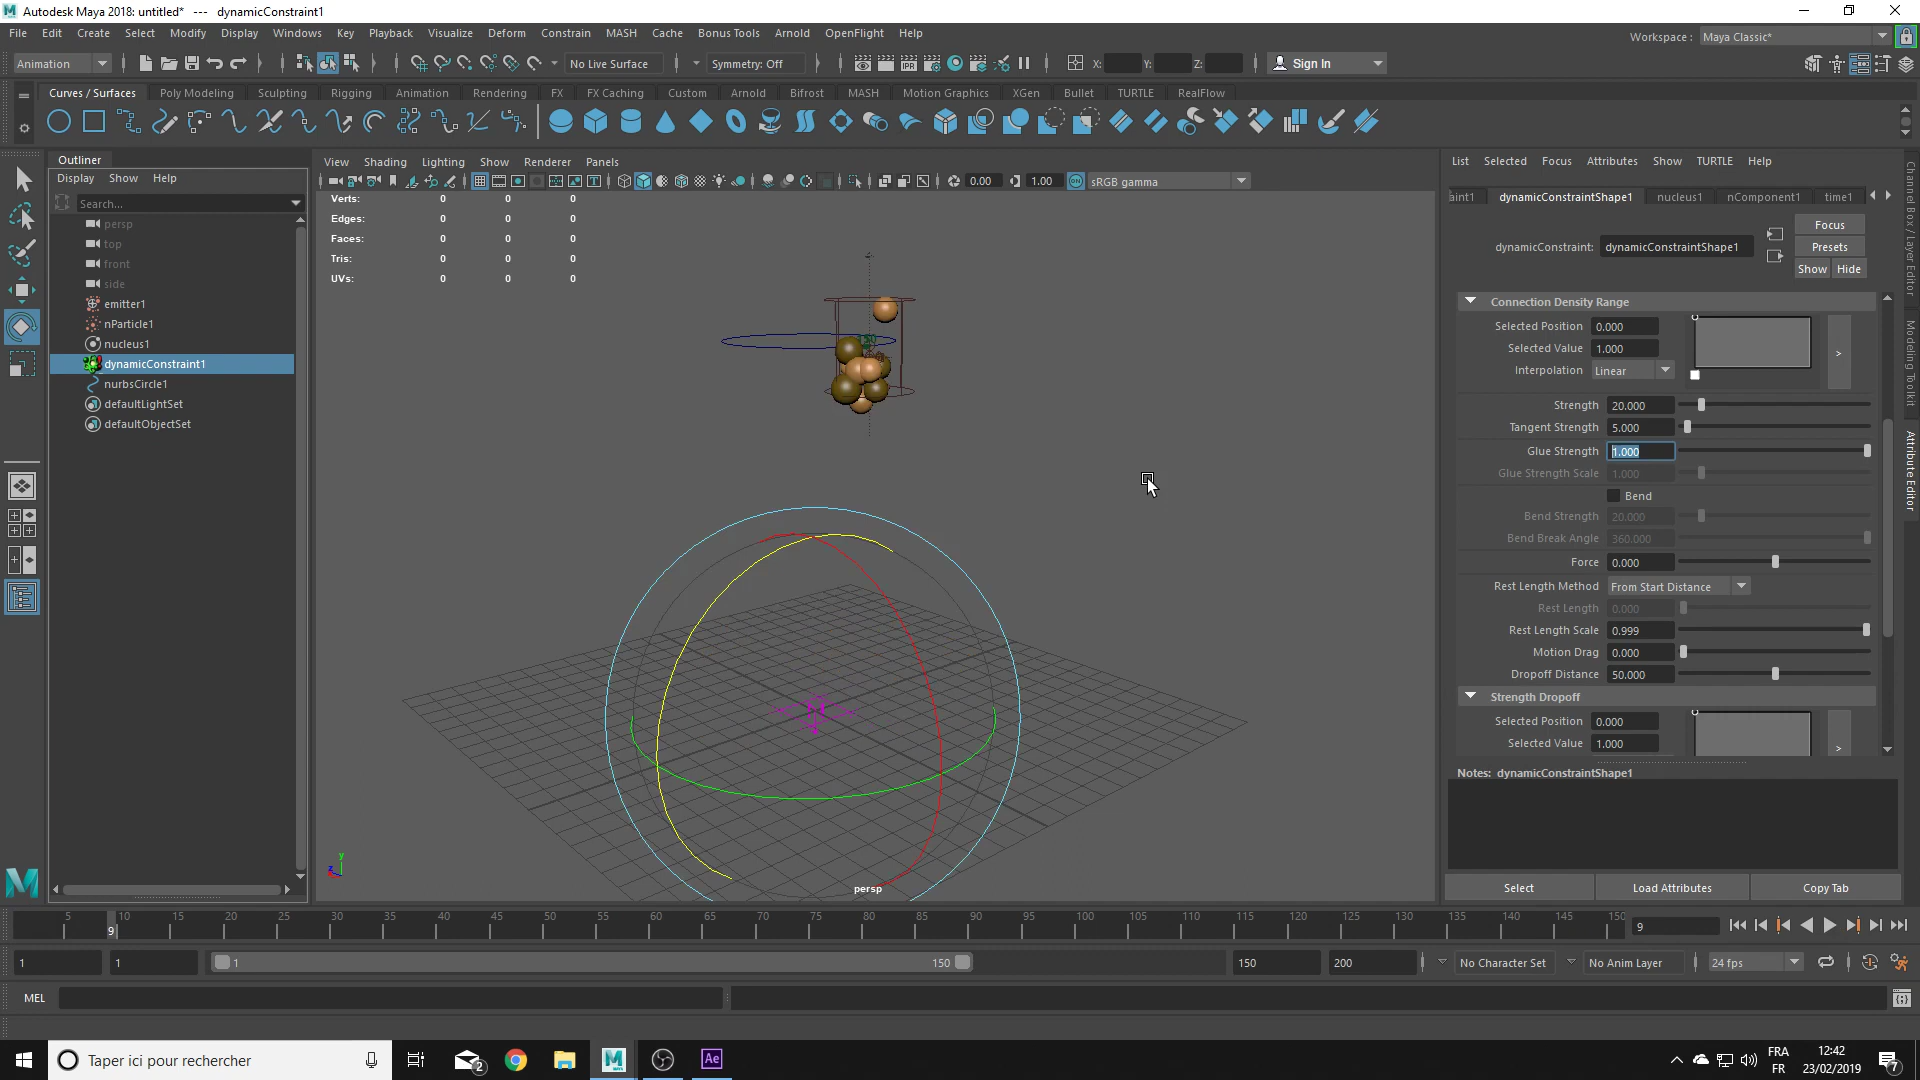 Autodesk Maya 2018: untitled*   ---   dynamicConstraint1
File Edit Create Select Modify Display Windows Key Playback Visualize Deform Constrain MASH Cache Bonus Tools Arnold OpenFlight Help
Workspace : Maya Classic*
Animation No Live Surface Symmetry: Off X: Y: Z: Sign In
Curves / Surfaces Poly Modeling Sculpting Rigging Animation Rendering FX FX Caching Custom Arnold Bifrost MASH Motion Graphics XGen Bullet TURTLE RealFlow
Outliner
Display Show Help
Search...
persp
top
front
side
emitter1
nParticle1
nucleus1
dynamicConstraint1
nurbsCircle1
defaultLightSet
defaultObjectSet
View Shading Lighting Show Renderer Panels
0.00 1.00 sRGB gamma
Verts: 0 0 0
Edges: 0 0 0
Faces: 0 0 0
Tris: 0 0 0
UVs: 0 0 0
persp
List Selected Focus Attributes Show TURTLE Help
aint1 dynamicConstraintShape1 nucleus1 nComponent1 time1
Focus
dynamicConstraint: dynamicConstraintShape1 Presets
Show Hide
Connection Density Range
Selected Position 0.000
Selected Value 1.000
Interpolation Linear
>
Strength 20.000
Tangent Strength 5.000
Glue Strength 1.000
Glue Strength Scale 1.000
Bend
Bend Strength 20.000
Bend Break Angle 360.000
Force 0.000
Rest Length Method From Start Distance
Rest Length 0.000
Rest Length Scale 0.999
Motion Drag 0.000
Dropoff Distance 50.000
Strength Dropoff
Selected Position 0.000
Selected Value 1.000
>
Notes: dynamicConstraintShape1
Select Load Attributes Copy Tab
Channel Box / Layer Editor
Modeling Toolkit
Attribute Editor
5 10 15 20 25 30 35 40 45 50 55 60 65 70 75 80 85 90 95 100 105 110 115 120 125 130 135 140 145 150
9 9
1 1 1 150 150 200 No Character Set No Anim Layer 24 fps
MEL
Taper ici pour rechercher
2
Ae
FRA
FR
12:42
23/02/2019
7